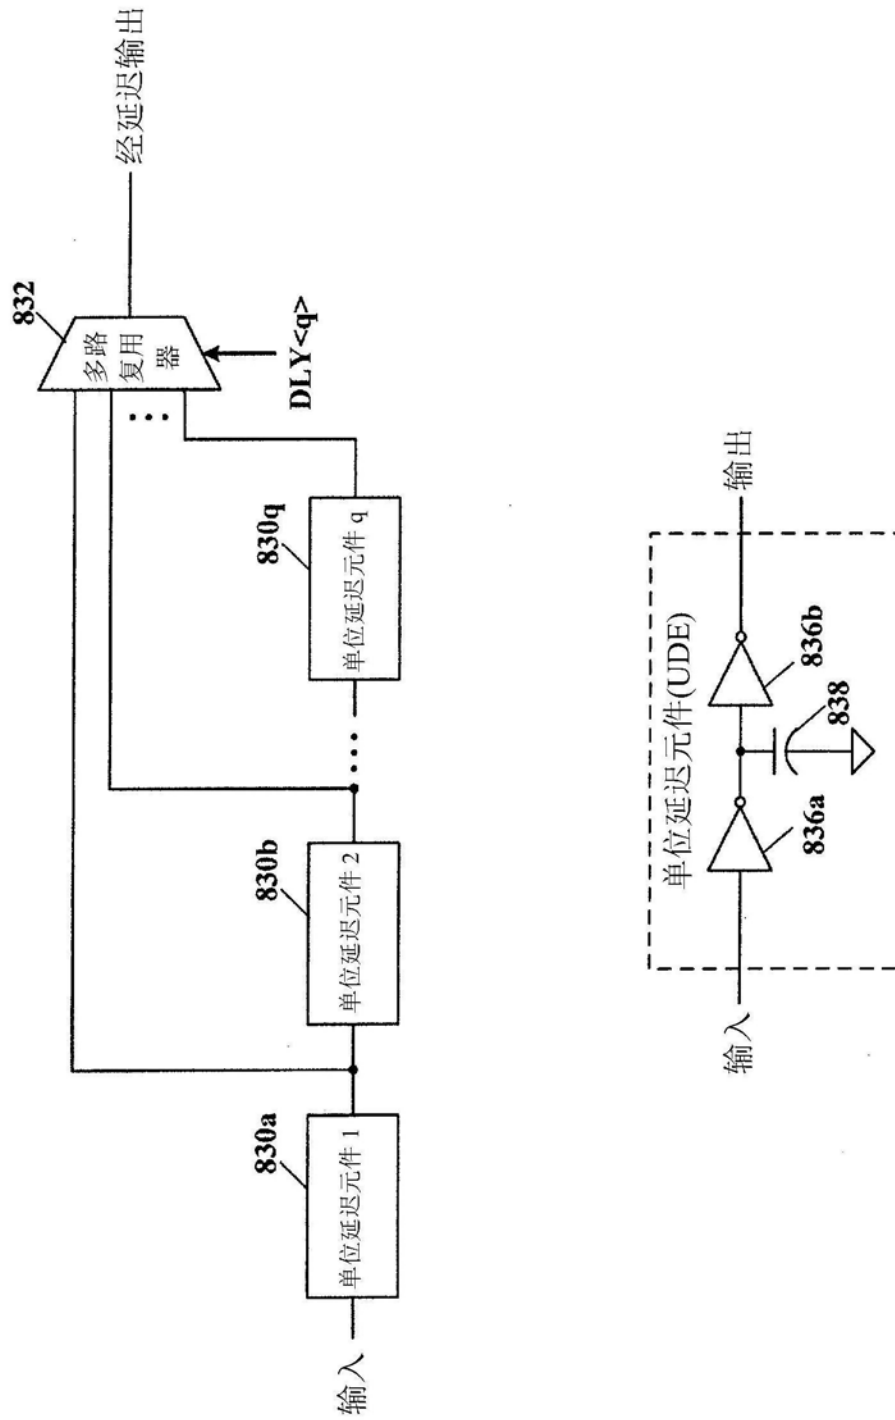 经延迟输出
832
多路
复用
器
DLY<q>
830q
单位延迟元件 q
830b
单位延迟元件 2
830a
单位延迟元件 1
输入
单位延迟元件(UDE)
输出
836b
838
836a
输入